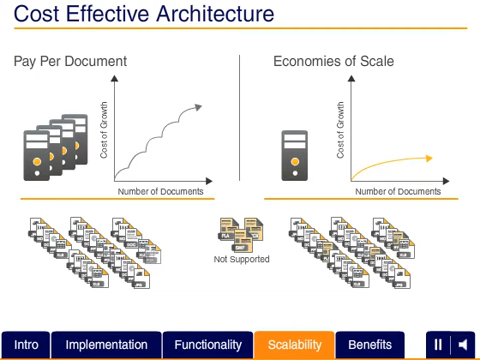 Cost Effective Architecture
Pay Per Document
Economies of Scale
Cost of Growth
Number of Documents
Cost of Growth
Number of Documents
Not Supported
Intro
Implementation
Functionality
Scalability
Benefits